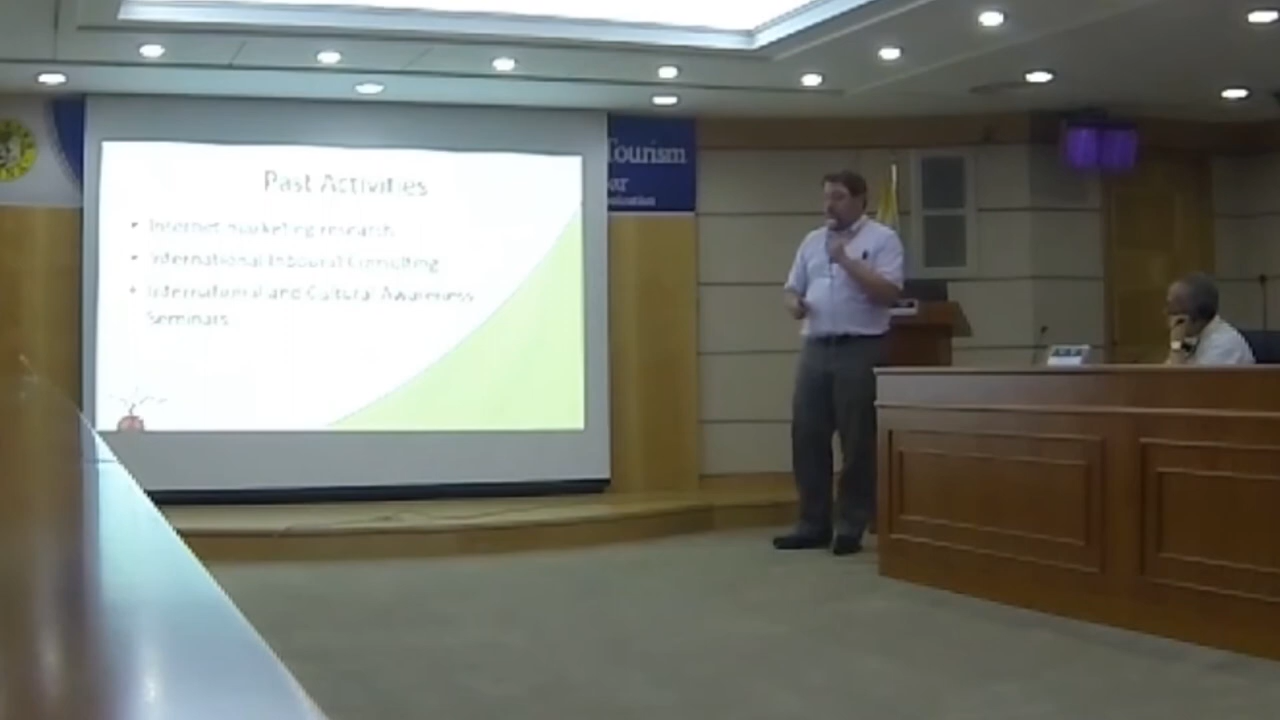 Past Activities
• Internet marketing research
• International Inbound Consulting
• International and Cultural Awareness
Seminars
Tourism